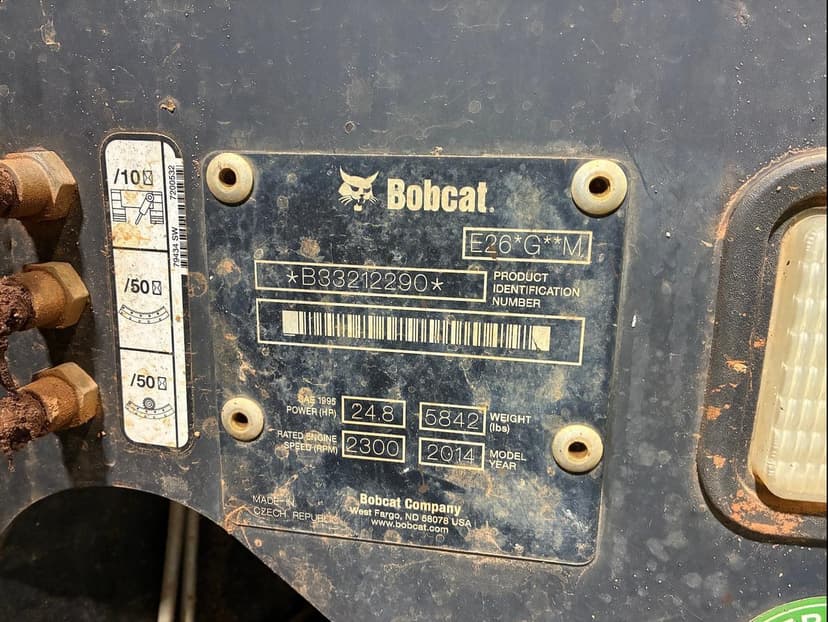 /10
/50
/50
7200532
79434 SW
Bobcat.
E26*G**M
*B33212290*
PRODUCT
IDENTIFICATION
NUMBER
SAE 1995
POWER (HP)
24.8
5842
WEIGHT
(lbs)
RATED ENGINE
SPEED (RPM)
2300
2014
MODEL
YEAR
MADE IN
CZECH REPUBLIC
Bobcat Company
West Fargo, ND 58078 USA
www.bobcat.com